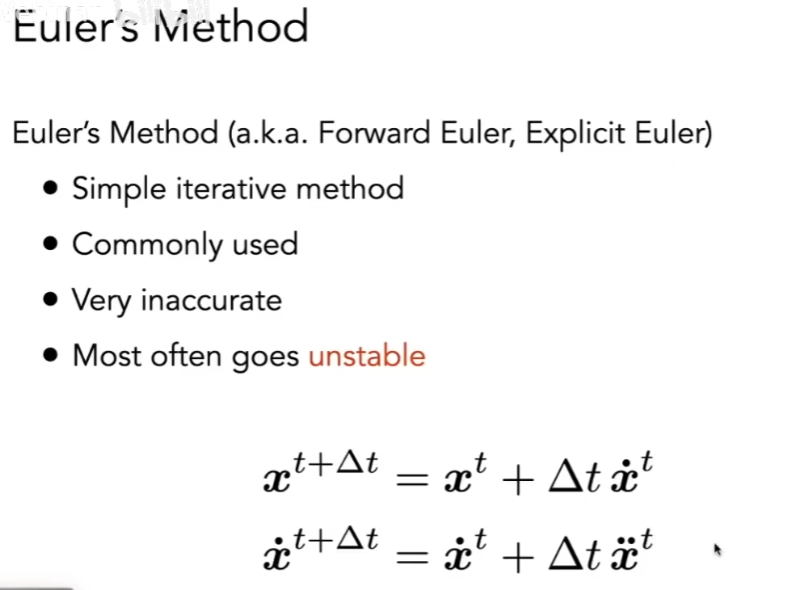 Euler's Method
Euler's Method (a.k.a. Forward Euler, Explicit Euler)
• Simple iterative method
• Commonly used
• Very inaccurate
• Most often goes unstable
$\boldsymbol{x}^{t+\Delta t} = \boldsymbol{x}^t + \Delta t\,\dot{\boldsymbol{x}}^t$
$\dot{\boldsymbol{x}}^{t+\Delta t} = \dot{\boldsymbol{x}}^t + \Delta t\,\ddot{\boldsymbol{x}}^t$